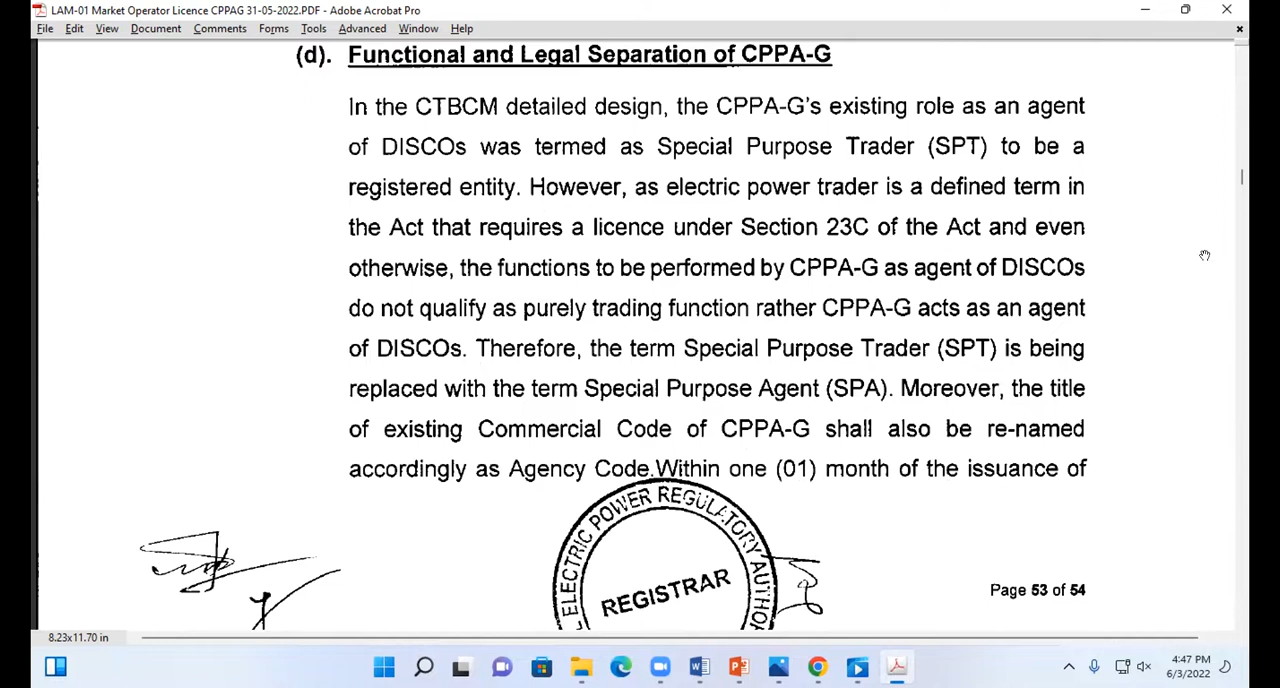 LAM-01 Market Operator Licence CPPAG 31-05-2022.PDF - Adobe Acrobat Pro
File Edit View Document Comments Forms Tools Advanced Window Help
(d). Functional and Legal Separation of CPPA-G
In the CTBCM detailed design, the CPPA-G's existing role as an agent
of DISCOs was termed as Special Purpose Trader (SPT) to be a
registered entity. However, as electric power trader is a defined term in
the Act that requires a licence under Section 23C of the Act and even
otherwise, the functions to be performed by CPPA-G as agent of DISCOs
do not qualify as purely trading function rather CPPA-G acts as an agent
of DISCOs. Therefore, the term Special Purpose Trader (SPT) is being
replaced with the term Special Purpose Agent (SPA). Moreover, the title
of existing Commercial Code of CPPA-G shall also be re-named
accordingly as Agency Code.Within one (01) month of the issuance of
ELECTRIC POWER REGULATORY
REGISTRAR
Page 53 of 54
8.23x11.70 in
4:47 PM
6/3/2022